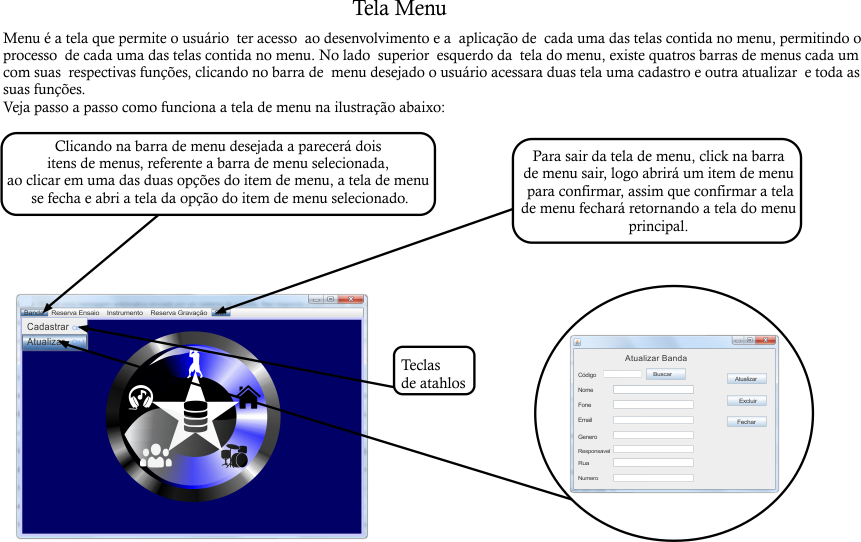 Tela Menu
Menu é a tela que permite o usuário ter acesso ao desenvolvimento e a aplicação de cada uma das telas contida no menu, permitindo o
processo de cada uma das telas contida no menu. No lado superior esquerdo da tela do menu, existe quatros barras de menus cada um
com suas respectivas funções, clicando no barra de menu desejado o usuário acessara duas tela uma cadastro e outra atualizar e toda as
suas funções.
Veja passo a passo como funciona a tela de menu na ilustração abaixo:
Clicando na barra de menu desejada a parecerá dois
itens de menus, referente a barra de menu selecionada,
ao clicar em uma das duas opções do item de menu, a tela de menu
se fecha e abri a tela da opção do item de menu selecionado.
Para sair da tela de menu, click na barra
de menu sair, logo abrirá um item de menu
para confirmar, assim que confirmar a tela
de menu fechará retornando a tela do menu
principal.
Banda Reserva Ensaio Instrumento Reserva Gravação
Cadastrar
Atualizar
Teclas
de atahlos
Atualizar Banda
Código Buscar
Nome
Fone
Email
Genero
Responsavel
Rua
Numero
Atualizar
Excluir
Fechar